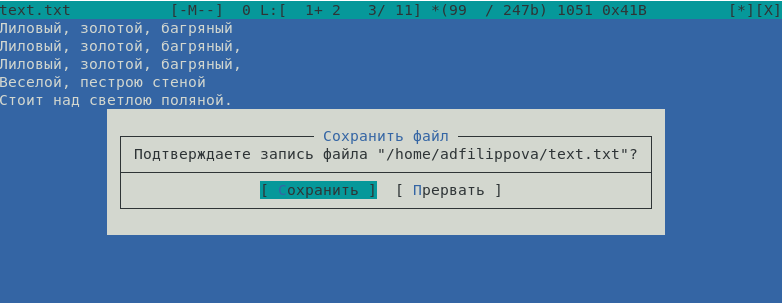 text.txt [-M--] 0 L:[ 1+ 2 3/ 11] *(99 / 247b) 1051 0x41B [*][X]
Лиловый, золотой, багряный
Лиловый, золотой, багряный,
Лиловый, золотой, багряный,
Веселой, пестрою стеной
Стоит над светлою поляной.
Сохранить файл
Подтверждаете запись файла "/home/adfilippova/text.txt"?
[ Сохранить ] [ Прервать ]